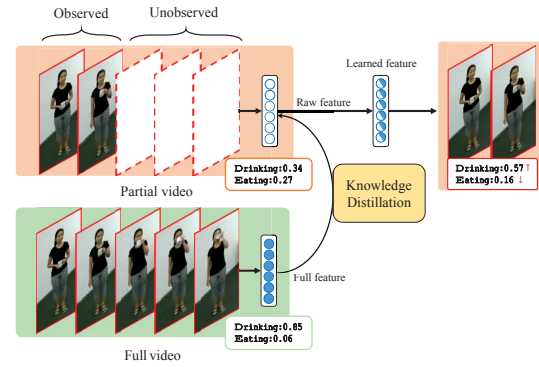 Observed
Unobserved
Learned feature
Raw feature
Drinking:0.34
Eating:0.27
Partial video
Drinking:0.57↑
Eating:0.16 ↓
Knowledge
Distillation
Full feature
Drinking:0.85
Eating:0.06
Full video